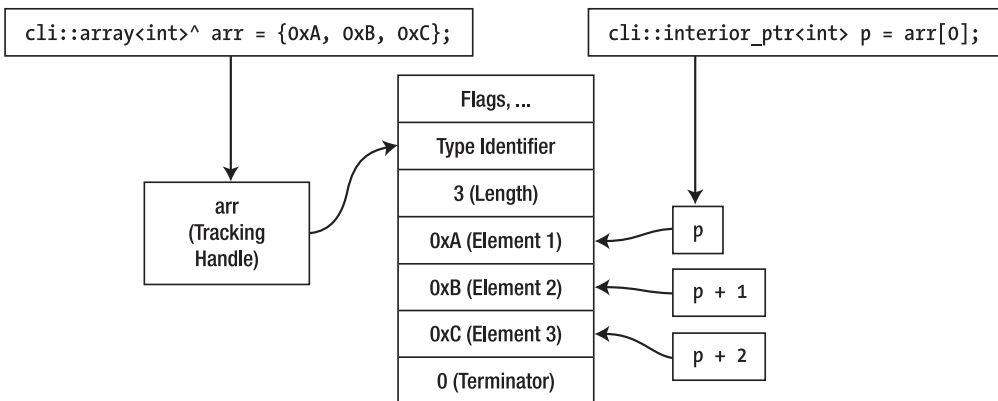 cli::array<int>^ arr = {0xA, 0xB, 0xC};
cli::interior_ptr<int> p = arr[0];
Flags, ...
Type Identifier
3 (Length)
0xA (Element 1)
0xB (Element 2)
0xC (Element 3)
0 (Terminator)
arr
(Tracking
Handle)
p
p + 1
p + 2